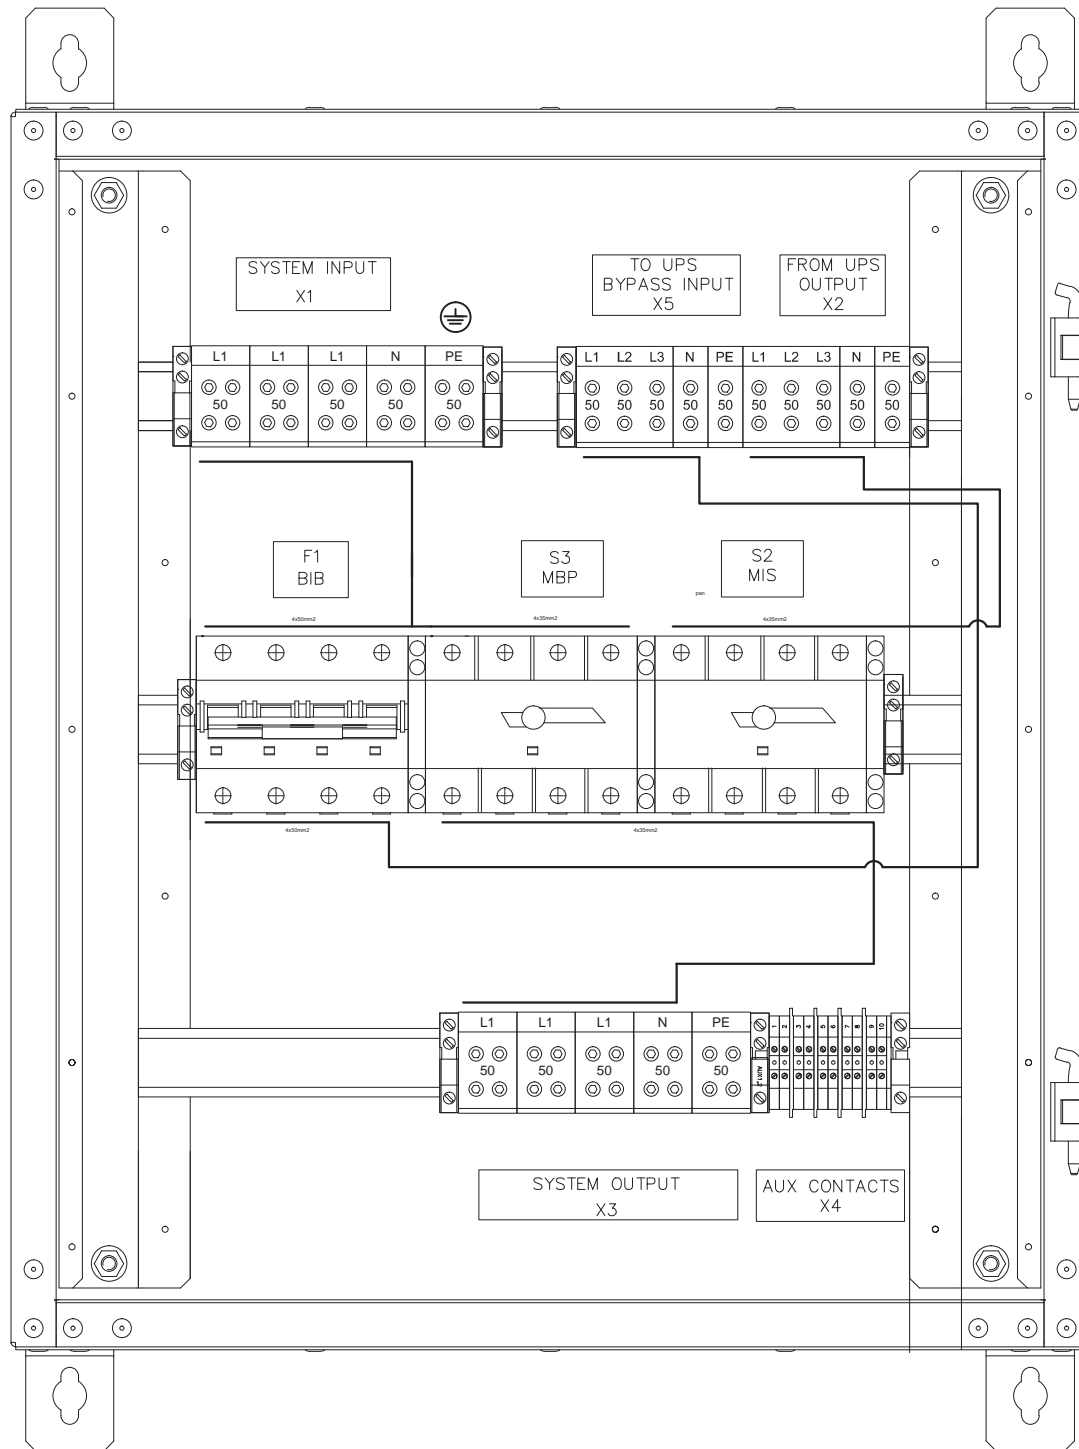 SYSTEM INPUT
X1
TO UPS
BYPASS INPUT
X5
FROM UPS
OUTPUT
X2
L1 L1 L1 N PE
50 50 50 50 50
L1 L2 L3 N PE L1 L2 L3 N PE
50 50 50 50 50 50 50 50 50 50
F1
BIB
S3
MBP
S2
MIS
pan
4x50mm2
4x35mm2
4x35mm2
4x50mm2
4x35mm2
L1 L1 L1 N PE
50 50 50 50 50
AUX1,2
1 2 3 4 5 6 7 8 9 10
SYSTEM OUTPUT
X3
AUX CONTACTS
X4